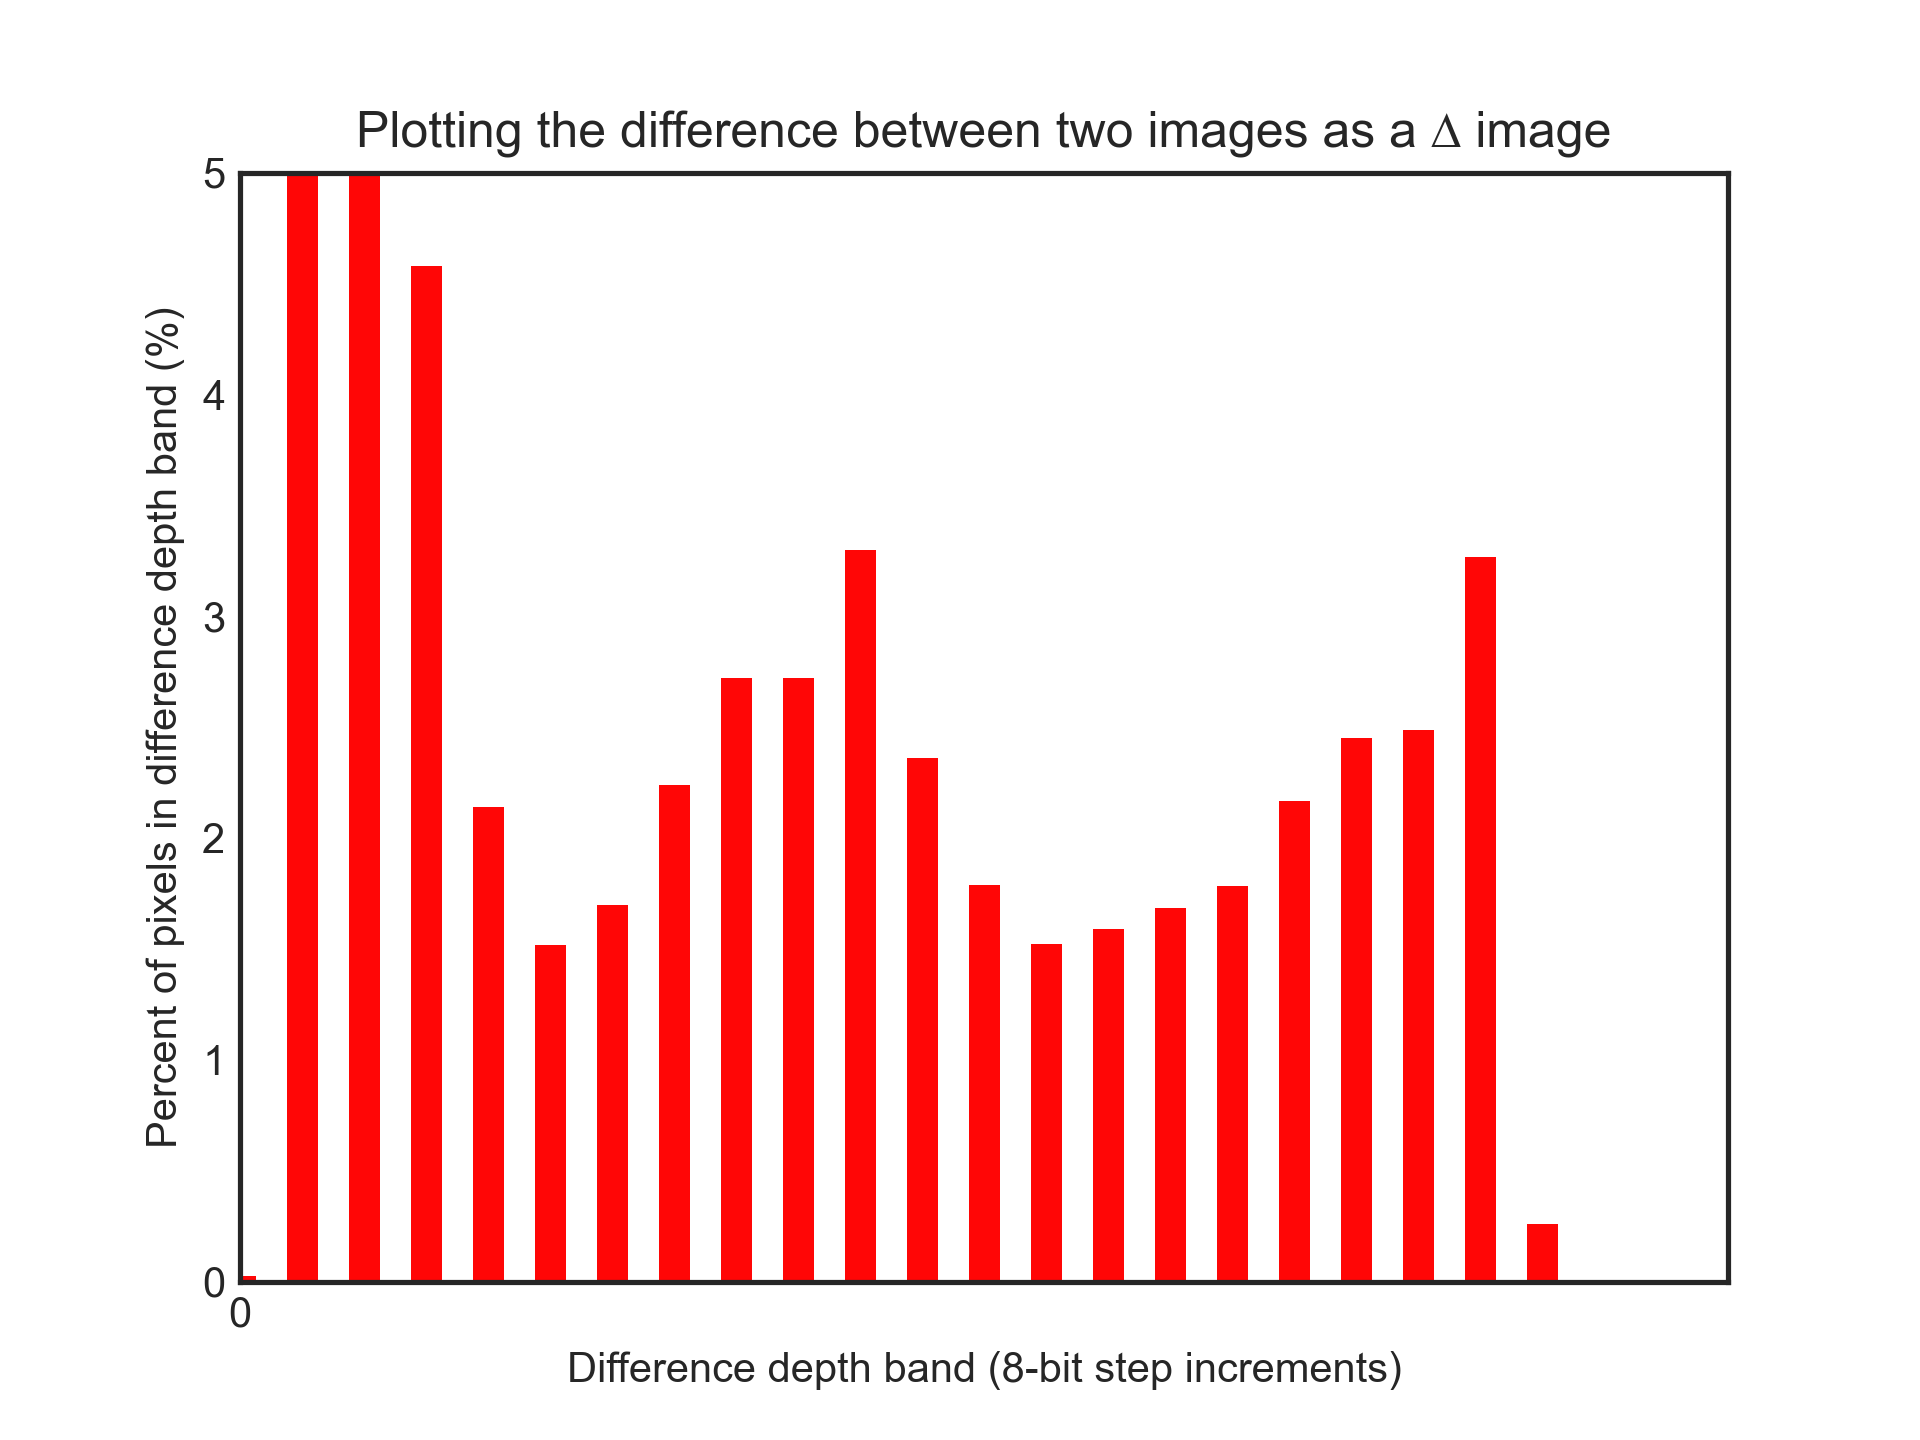 Plotting the difference between two images as a Δ image
5
4
3
2
1
0
0
Percent of pixels in difference depth band (%)
Difference depth band (8-bit step increments)